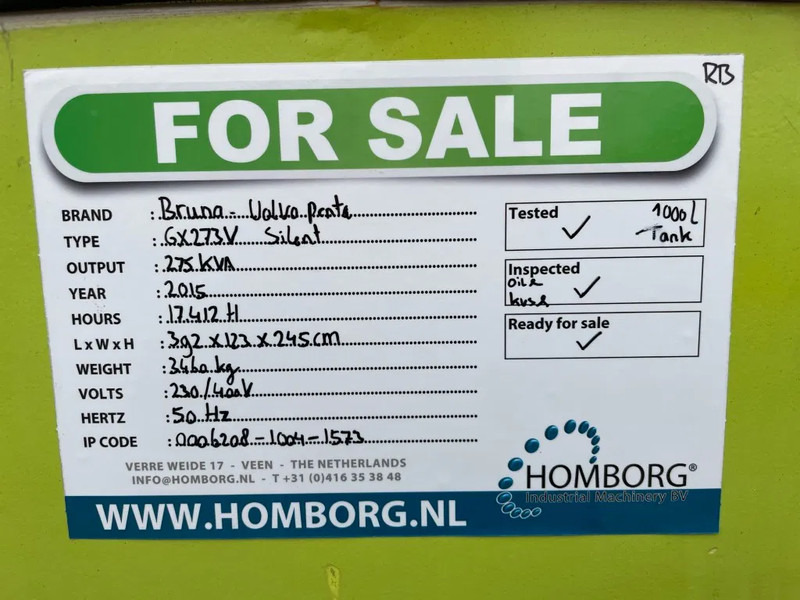 RB
FOR SALE
BRAND : Bruno - Volvo Penta
TYPE : GX273V Silent
OUTPUT : 275 KVA
YEAR : 2015
HOURS : 17.412 H
L x W x H : 392 x 123 x 245 cm
WEIGHT : 3460 kg
VOLTS : 230/400V
HERTZ : 50 Hz
IP CODE : 0006208-1004-1573
Tested 1000l
Tank
Inspected
Ready for sale
VERRE WEIDE 17 - VEEN - THE NETHERLANDS
INFO@HOMBORG.NL - T +31 (0)416 35 38 48
HOMBORG®
Industrial Machinery BV
WWW.HOMBORG.NL